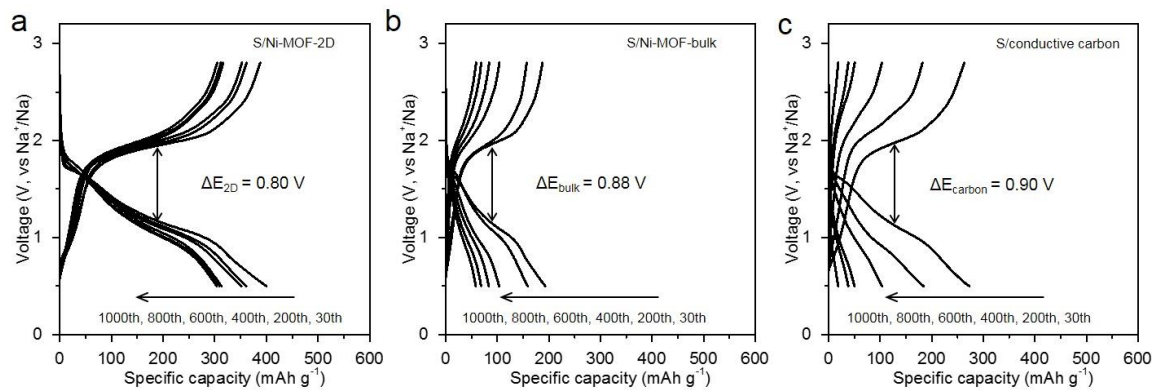 a
S/Ni-MOF-2D
3
2
1
0
Voltage (V, vs Na⁺/Na)
ΔE2D = 0.80 V
1000th, 800th, 600th, 400th, 200th, 30th
0 100 200 300 400 500 600
Specific capacity (mAh g⁻¹)
b
S/Ni-MOF-bulk
3
2
1
0
Voltage (V, vs Na⁺/Na)
ΔEbulk = 0.88 V
1000th, 800th, 600th, 400th, 200th, 30th
0 100 200 300 400 500 600
Specific capacity (mAh g⁻¹)
c
S/conductive carbon
3
2
1
0
Voltage (V, vs Na⁺/Na)
ΔEcarbon = 0.90 V
1000th, 800th, 600th, 400th, 200th, 30th
0 100 200 300 400 500 600
Specific capacity (mAh g⁻¹)